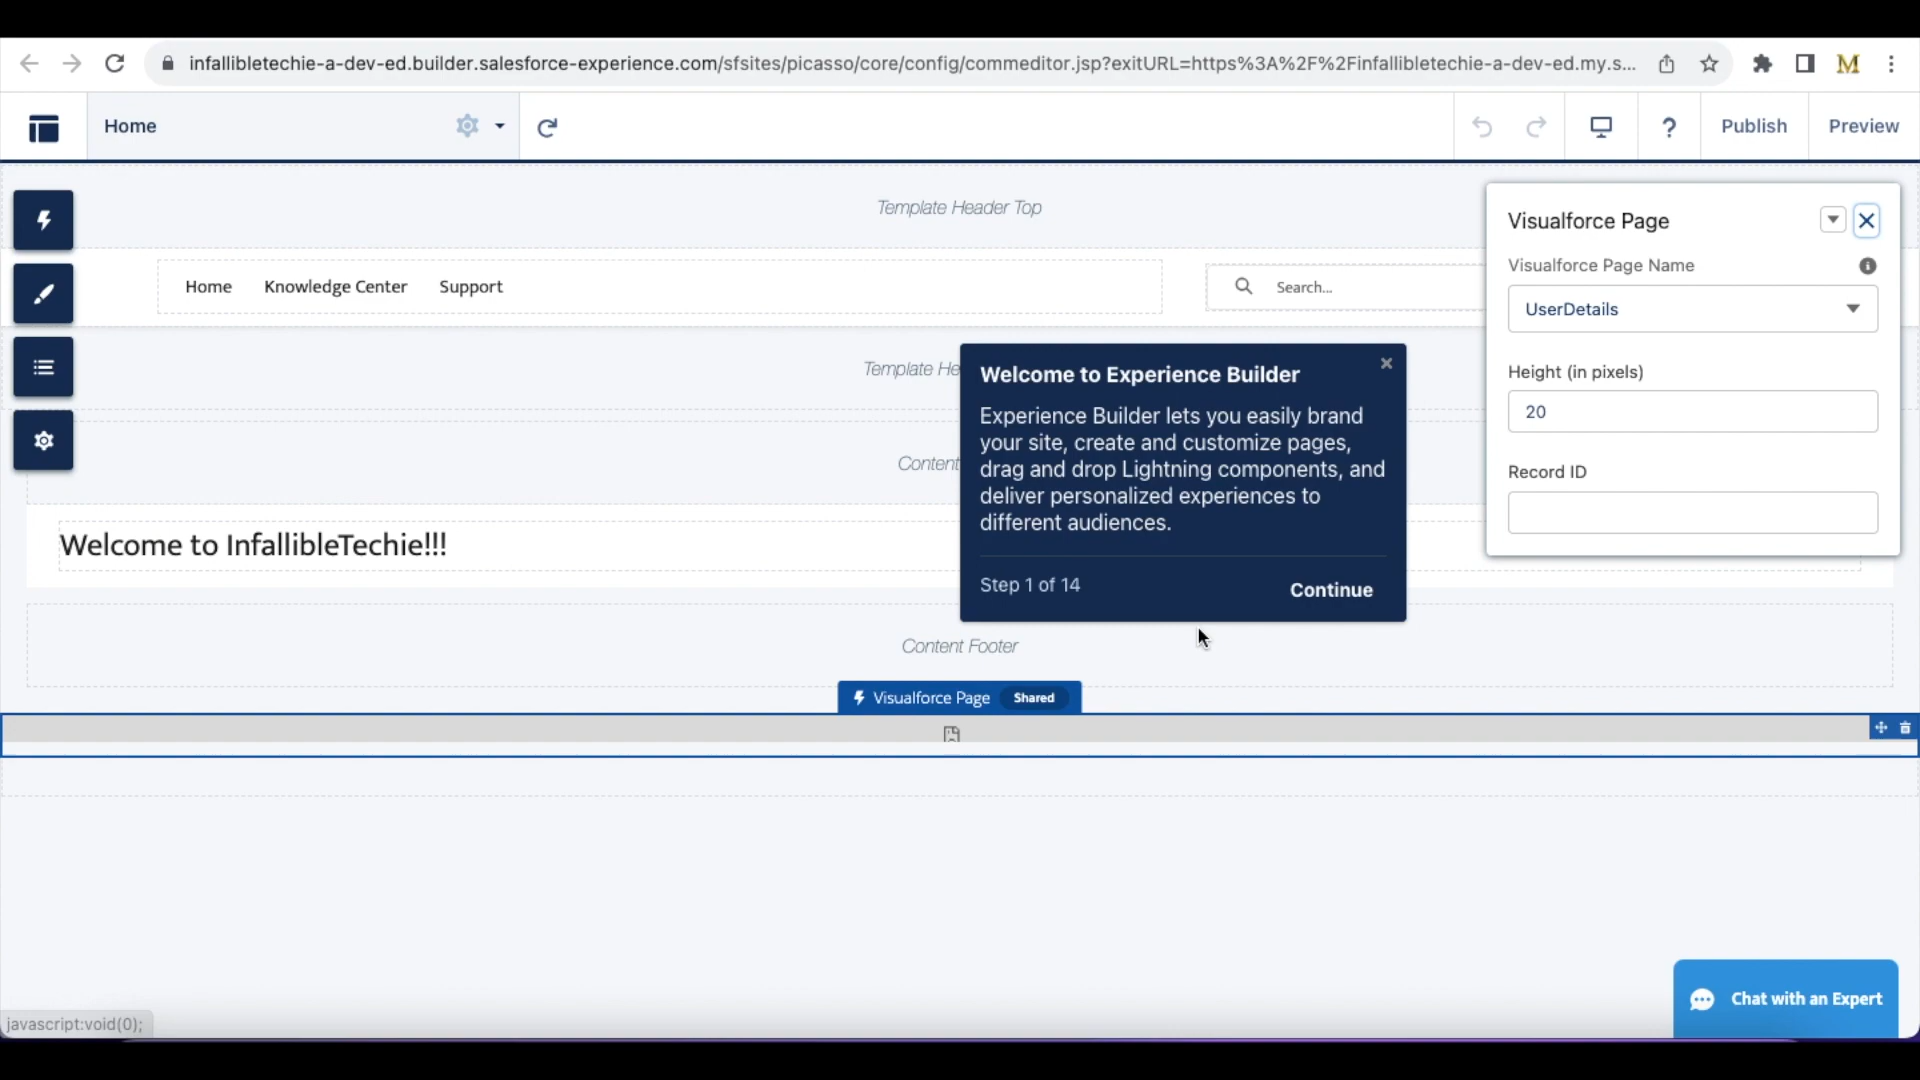 infallibletechie-a-dev-ed.builder.salesforce-experience.com/sfsites/picasso/core/config/commeditor.jsp?exitURL=https%3A%2F%2Finfallibletechie-a-dev-ed.my.s...
M
Home
?
Publish
Preview
Template Header Top
Home
Knowledge Center
Support
Search...
Visualforce Page
Visualforce Page Name
UserDetails
Height (in pixels)
20
Record ID
Template He
Welcome to Experience Builder
Experience Builder lets you easily brand
your site, create and customize pages,
drag and drop Lightning components, and
deliver personalized experiences to
different audiences.
Step 1 of 14
Continue
Content
Welcome to InfallibleTechie!!!
Content Footer
Visualforce Page
Shared
Chat with an Expert
javascript:void(0);